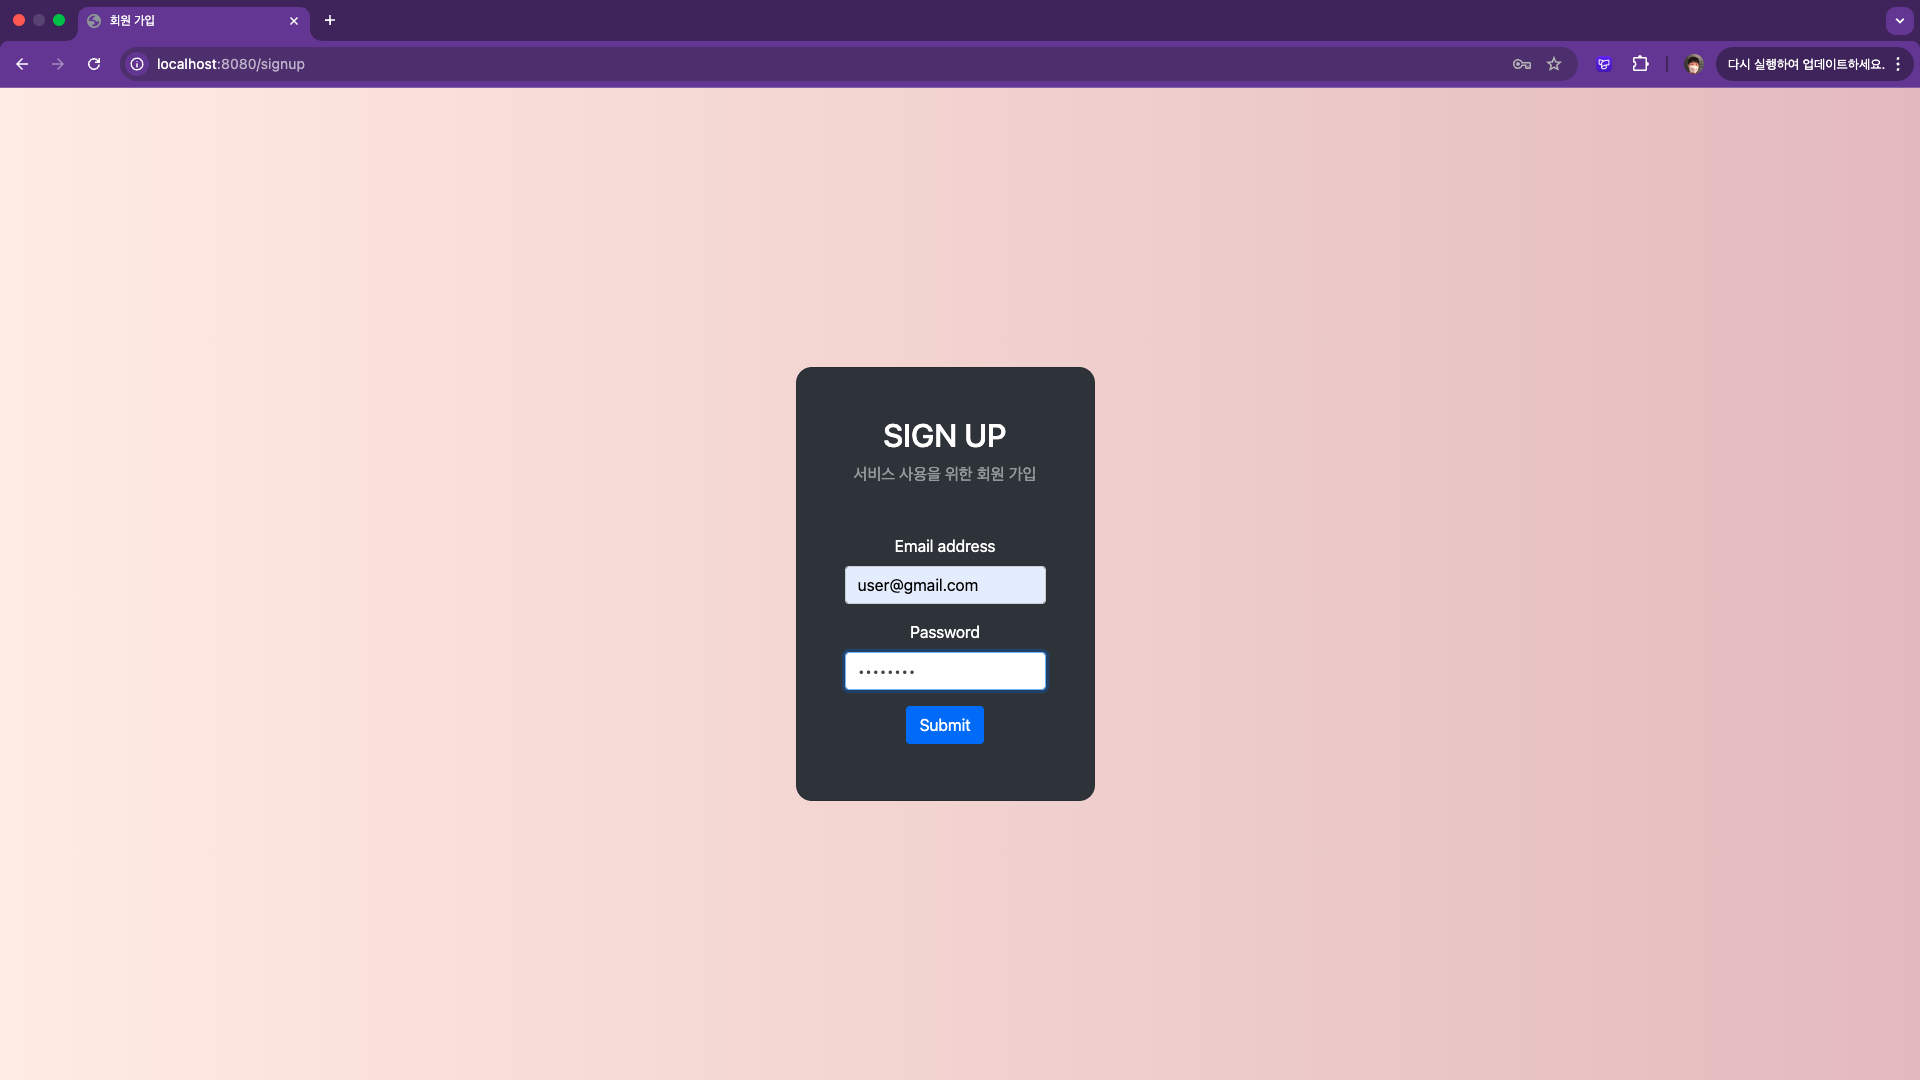 회원 가입
localhost:8080/signup
다시 실행하여 업데이트하세요.
SIGN UP
서비스 사용을 위한 회원 가입
Email address
user@gmail.com
Password
••••••••
Submit